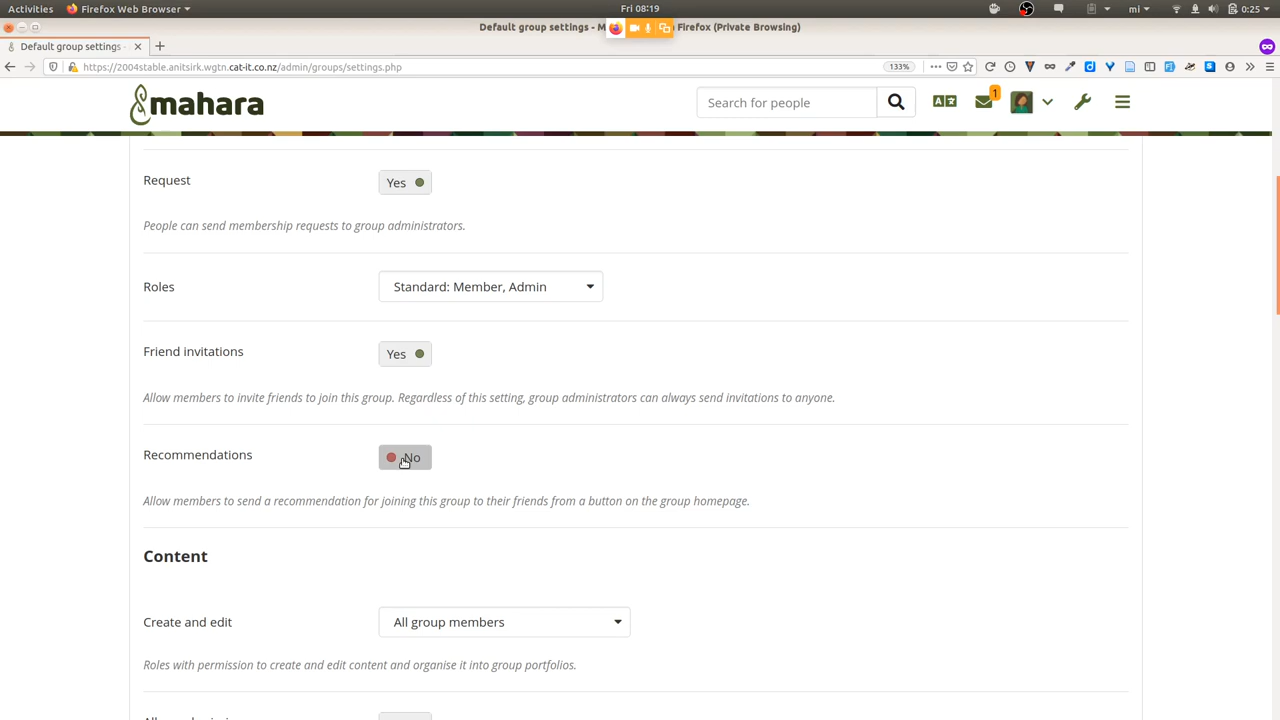 Activities
Firefox Web Browser
Fri 08:19
mi
0:25
Default group settings - M
Firefox (Private Browsing)
Default group settings -
https://2004stable.anitsirk.wgtn.cat-it.co.nz/admin/groups/settings.php
133%
mahara
Search for people
1
Request
Yes
People can send membership requests to group administrators.
Roles
Standard: Member, Admin
Friend invitations
Yes
Allow members to invite friends to join this group. Regardless of this setting, group administrators can always send invitations to anyone.
Recommendations
No
Allow members to send a recommendation for joining this group to their friends from a button on the group homepage.
Content
Create and edit
All group members
Roles with permission to create and edit content and organise it into group portfolios.